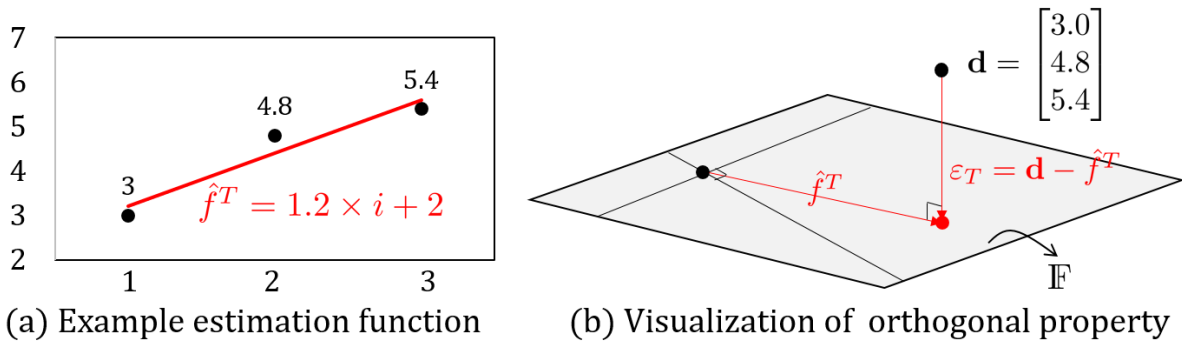 7
6
5
4
3
2
3
4.8
5.4
f̂^T = 1.2 × i + 2
1 2 3
(a) Example estimation function
d = [3.0
4.8
5.4]
f̂^T
ε_T = d − f̂^T
𝔽
(b) Visualization of orthogonal property